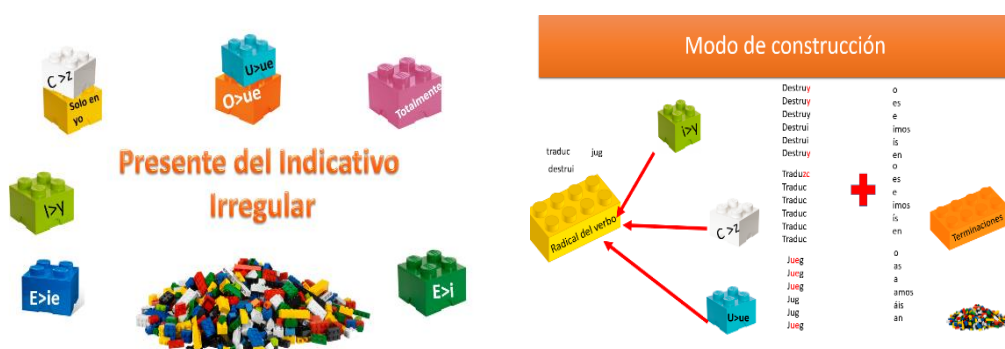 C >z
Solo en
yo
U>ue
O>ue
Totalmente
Presente del Indicativo
Irregular
I>Y
E>ie
E>i
Modo de construcción
traduc jug
destrui
Radical del verbo
i>y
C >z
U>ue
Destruy
Destruy
Destruy
Destrui
Destrui
Destruy
Traduzc
Traduc
Traduc
Traduc
Traduc
Traduc
Jueg
Jueg
Jueg
Jug
Jug
Jueg
o
es
e
imos
ís
en
o
es
e
imos
ís
en
o
as
a
amos
áis
an
Terminaciones